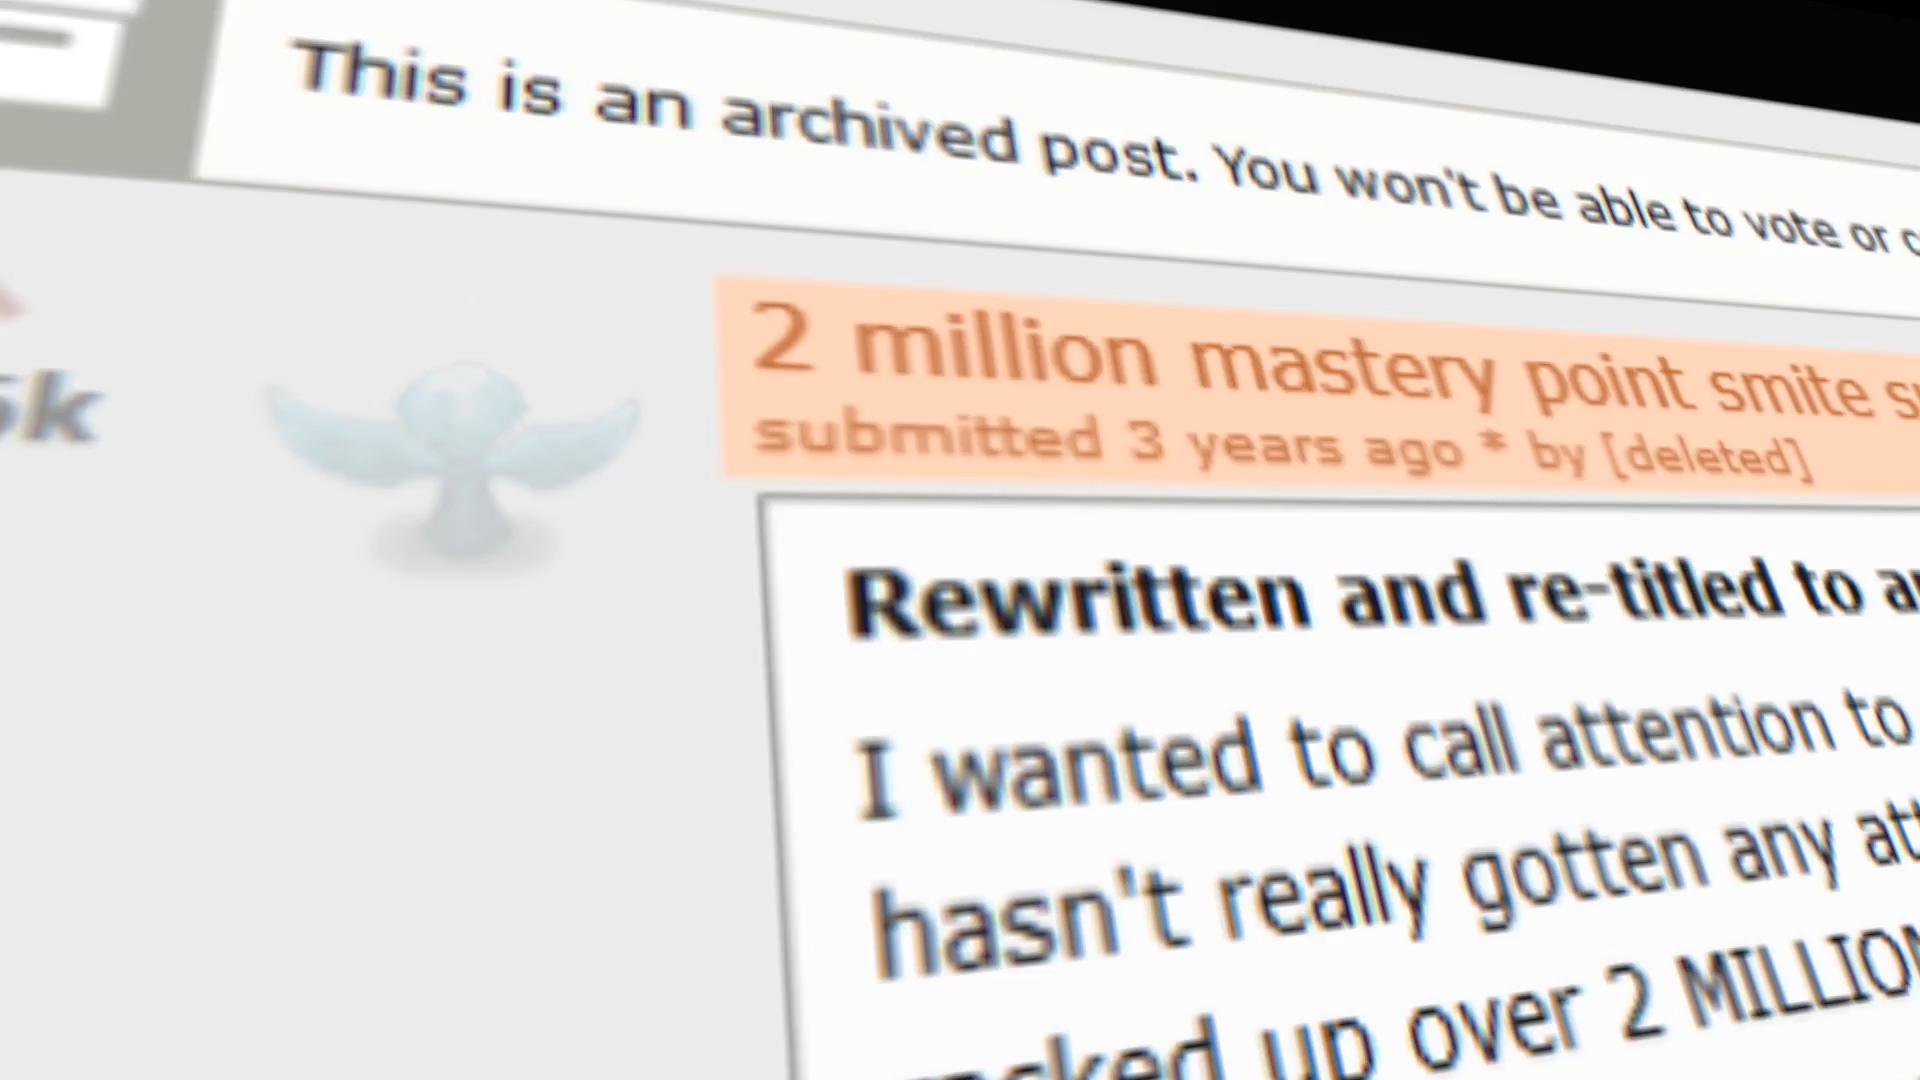 This is an archived post. You won't be able to vote or
2 million mastery point smite
submitted 3 years ago * by [deleted]
5k
Rewritten and re-titled to
I wanted to call attention to
hasn't really gotten any
up over 2 MILLION